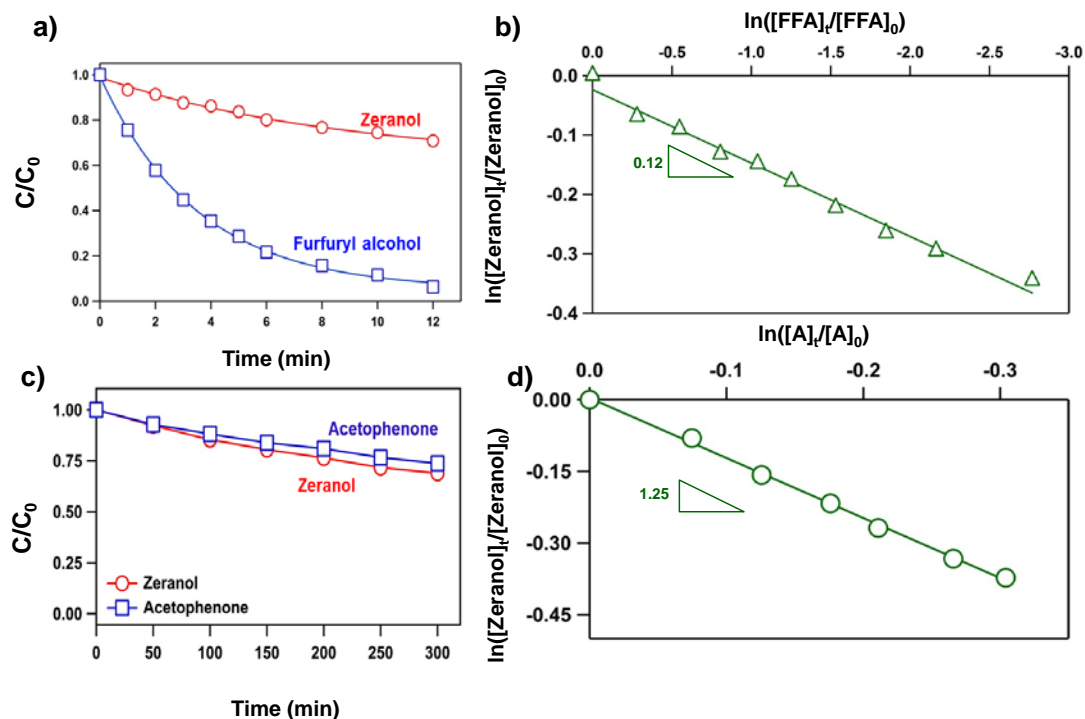 a)
1.0
0.8
0.6
0.4
0.2
0.0
C/C0
Zeranol
Furfuryl alcohol
0 2 4 6 8 10 12
Time (min)
b)
ln([FFA]t/[FFA]0)
0.0 -0.5 -1.0 -1.5 -2.0 -2.5 -3.0
0.0
-0.1
-0.2
-0.3
-0.4
ln([Zeranol]t/[Zeranol]0)
0.12
c)
1.00
0.75
0.50
0.25
0.00
C/C0
Acetophenone
Zeranol
Zeranol
Acetophenone
0 50 100 150 200 250 300
Time (min)
d)
ln([A]t/[A]0)
0.0 -0.1 -0.2 -0.3
0.00
-0.15
-0.30
-0.45
ln([Zeranol]t/[Zeranol]0)
1.25